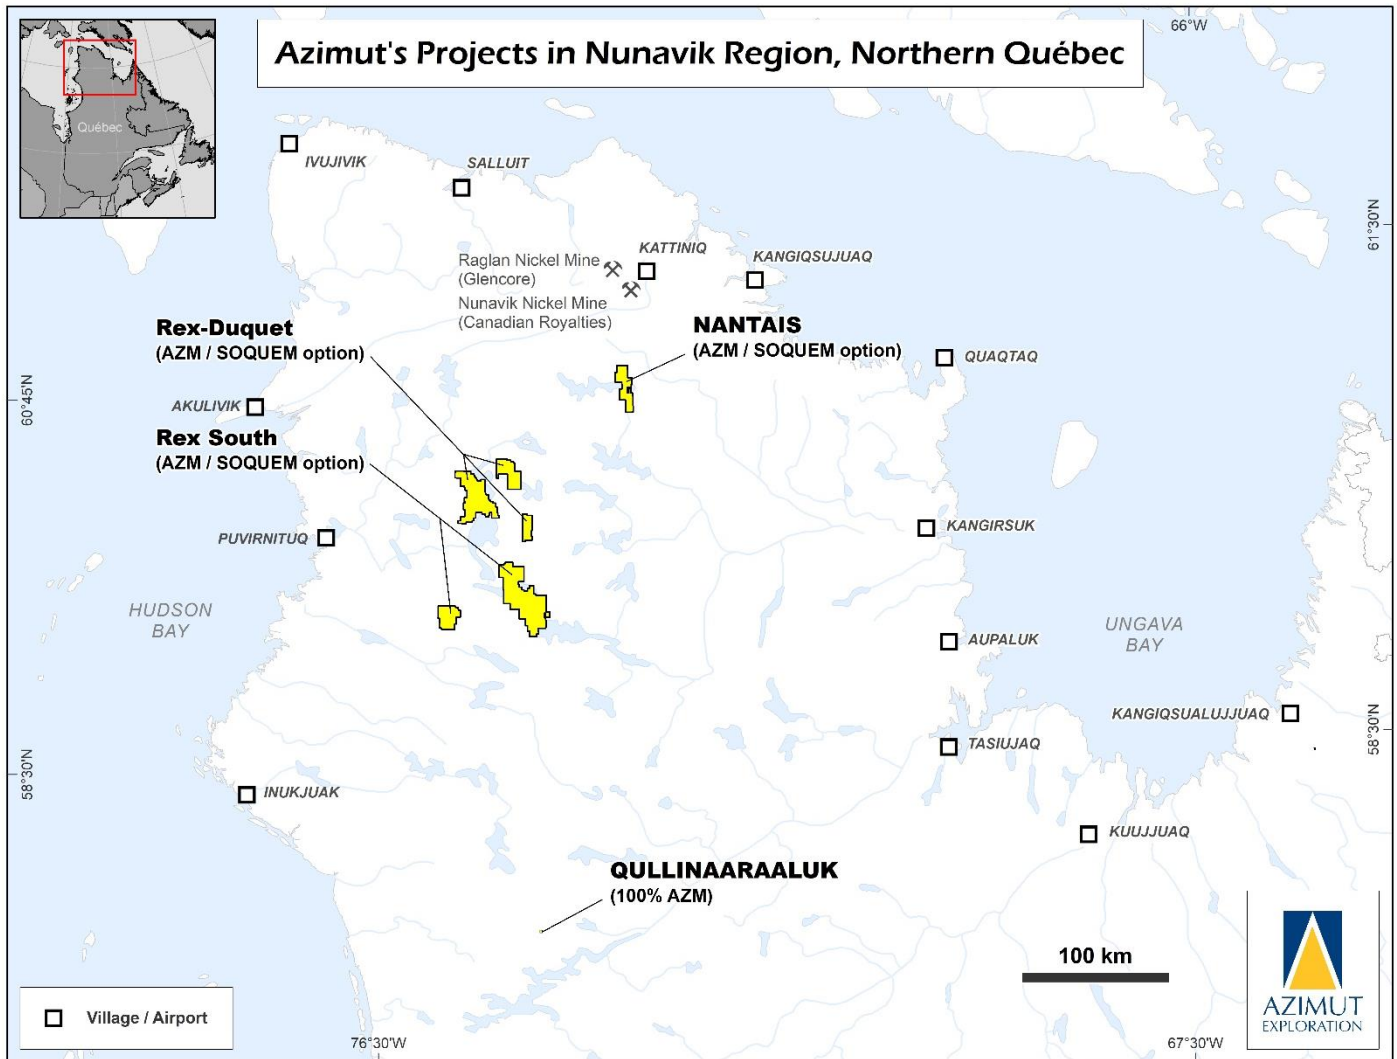 66°W
Azimut's Projects in Nunavik Region, Northern Québec
Québec
IVUJIVIK
SALLUIT
61°30'N
KATTINIQ
Raglan Nickel Mine
(Glencore)
KANGIQSUJUAQ
Nunavik Nickel Mine
(Canadian Royalties)
Rex-Duquet
(AZM / SOQUEM option)
NANTAIS
(AZM / SOQUEM option)
QUAQTAQ
60°45'N
AKULIVIK
Rex South
(AZM / SOQUEM option)
KANGIRSUK
PUVIRNITUQ
HUDSON
BAY
UNGAVA
BAY
AUPALUK
KANGIQSUALUJJUAQ
58°30'N
TASIUJAQ
58°30'N
INUKJUAK
KUUJJUAQ
QULLINAARAALUK
(100% AZM)
100 km
AZIMUT
EXPLORATION
Village / Airport
76°30'W
67°30'W